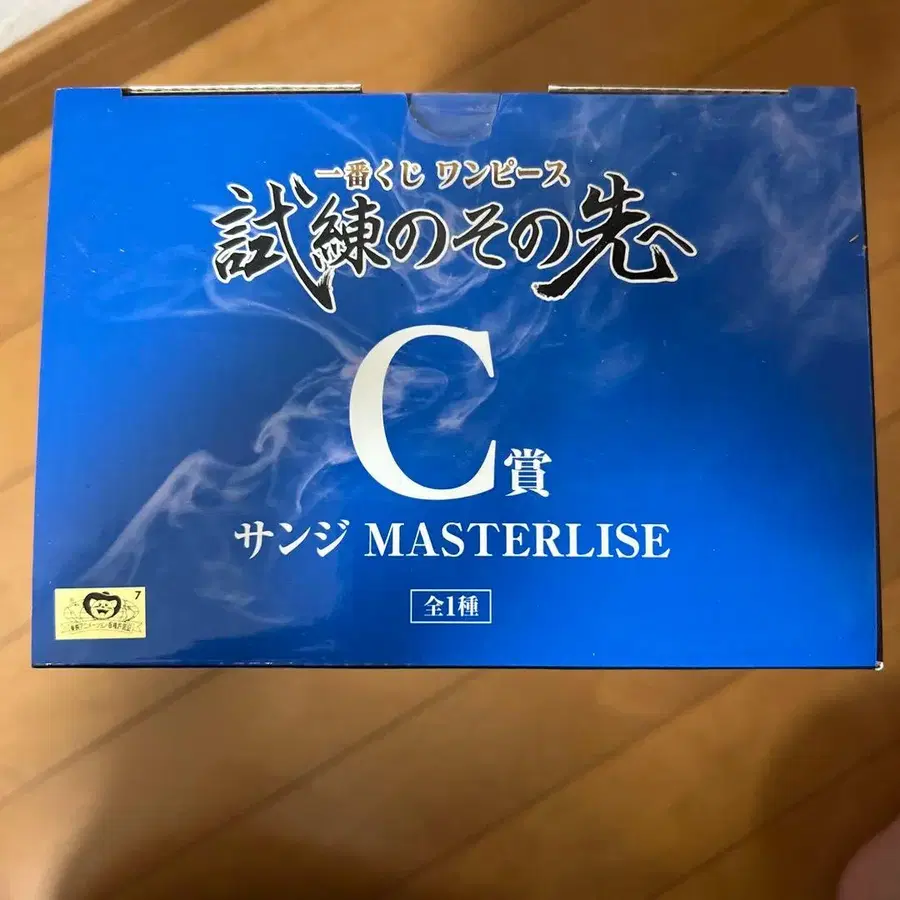 一番くじ ワンピース
試練のその先へ
C賞
サンジ MASTERLISE
全1種
7